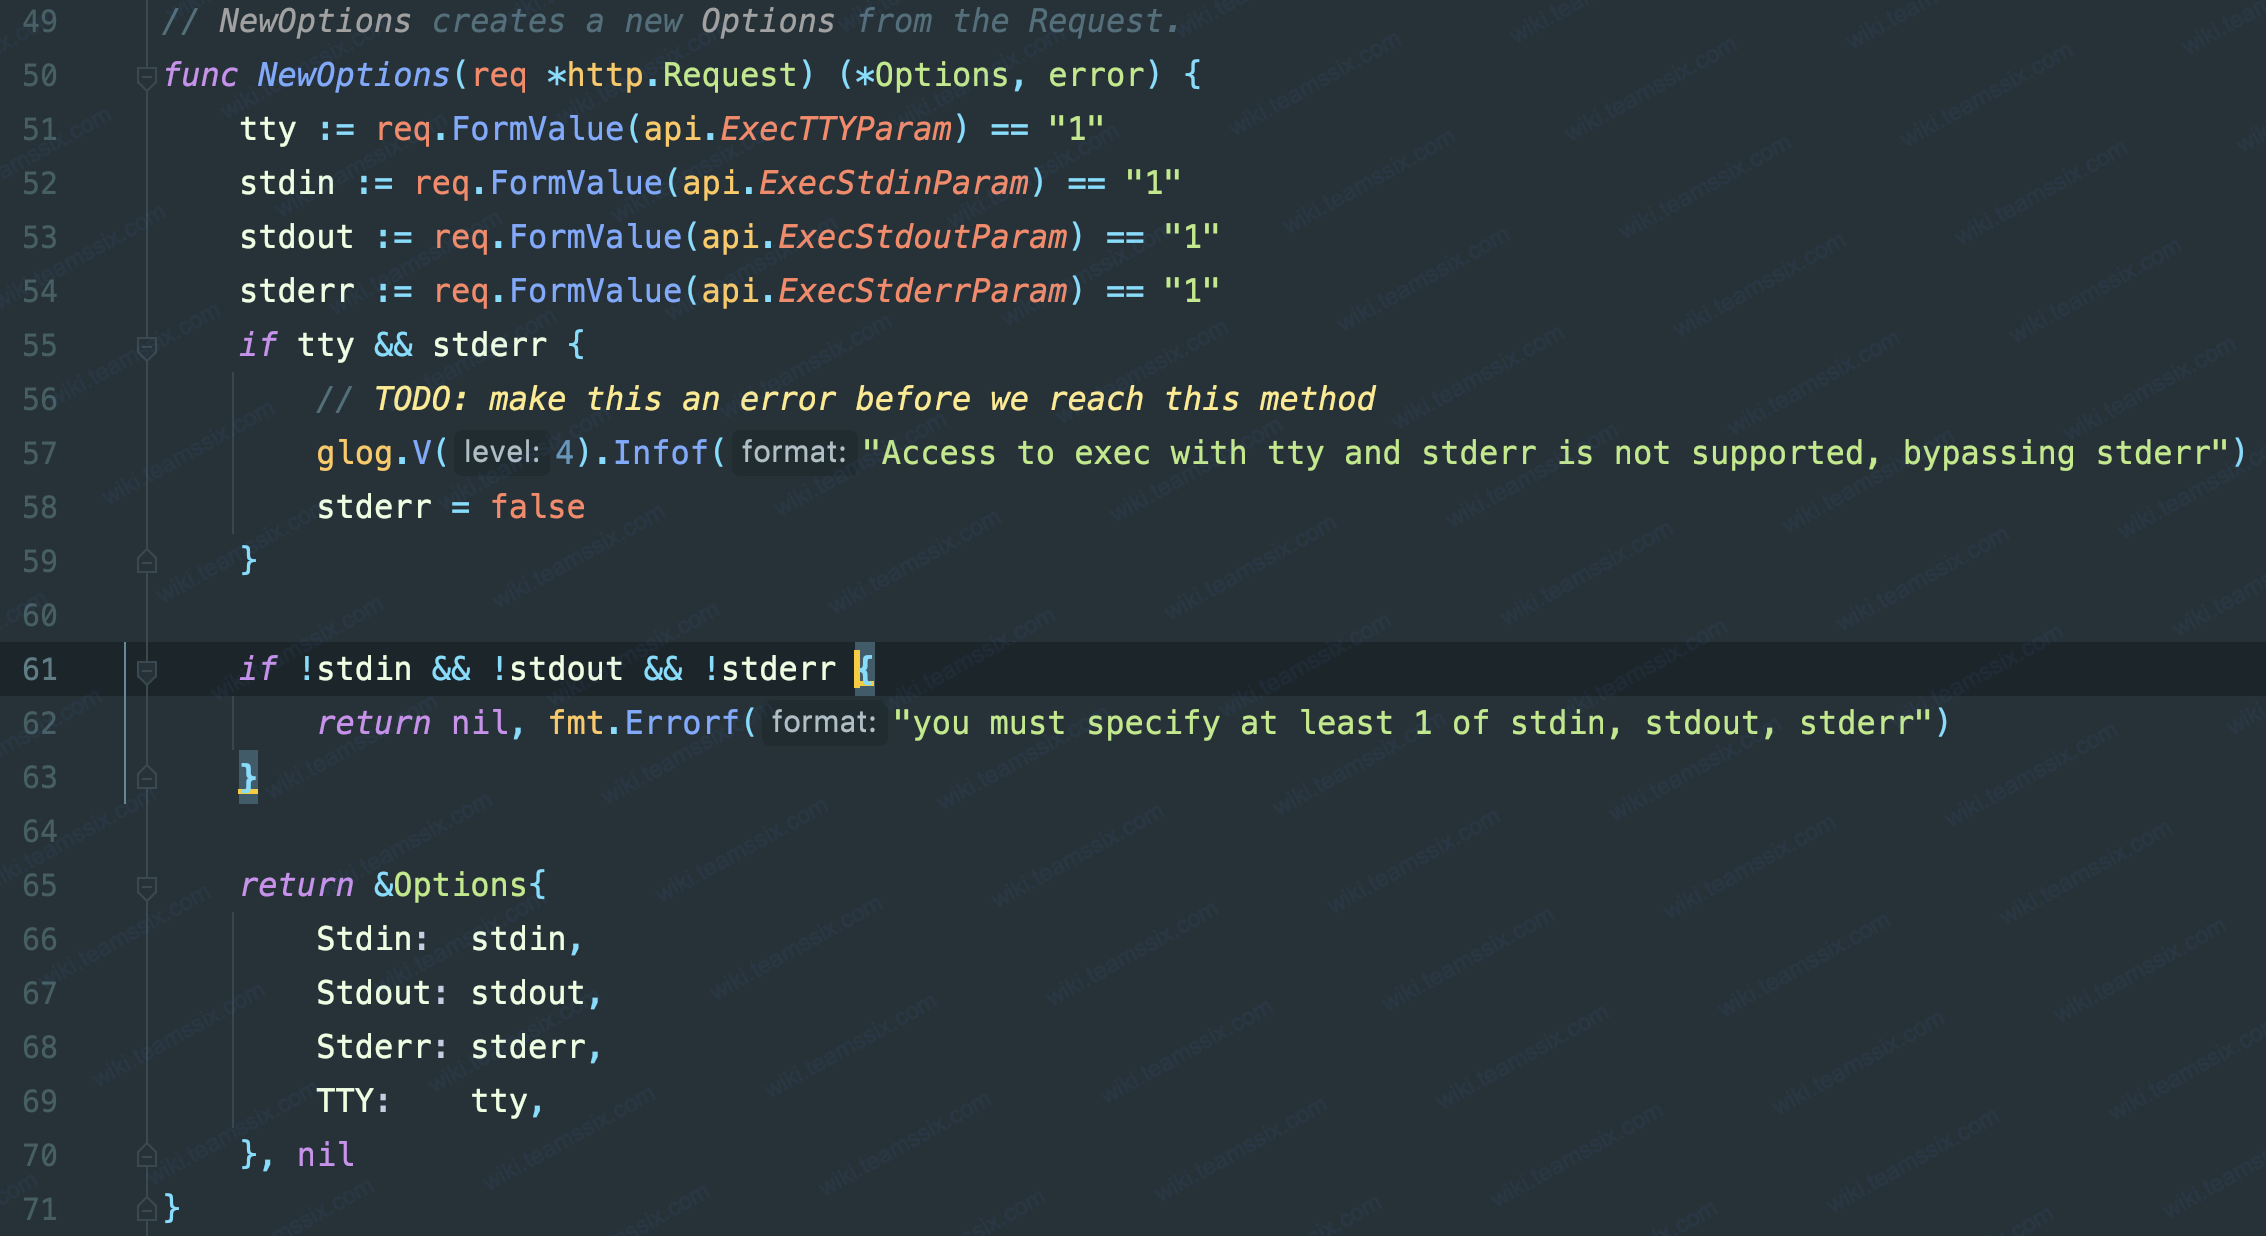 49 // NewOptions creates a new Options from the Request.
50 func NewOptions(req *http.Request) (*Options, error) {
51     tty := req.FormValue(api.ExecTTYParam) == "1"
52     stdin := req.FormValue(api.ExecStdinParam) == "1"
53     stdout := req.FormValue(api.ExecStdoutParam) == "1"
54     stderr := req.FormValue(api.ExecStderrParam) == "1"
55     if tty && stderr {
56         // TODO: make this an error before we reach this method
57         glog.V( level: 4).Infof( format: "Access to exec with tty and stderr is not supported, bypassing stderr")
58         stderr = false
59     }
60
61     if !stdin && !stdout && !stderr {
62         return nil, fmt.Errorf( format: "you must specify at least 1 of stdin, stdout, stderr")
63     }
64
65     return &Options{
66         Stdin:  stdin,
67         Stdout: stdout,
68         Stderr: stderr,
69         TTY:    tty,
70     }, nil
71 }
wiki.teamssix.com